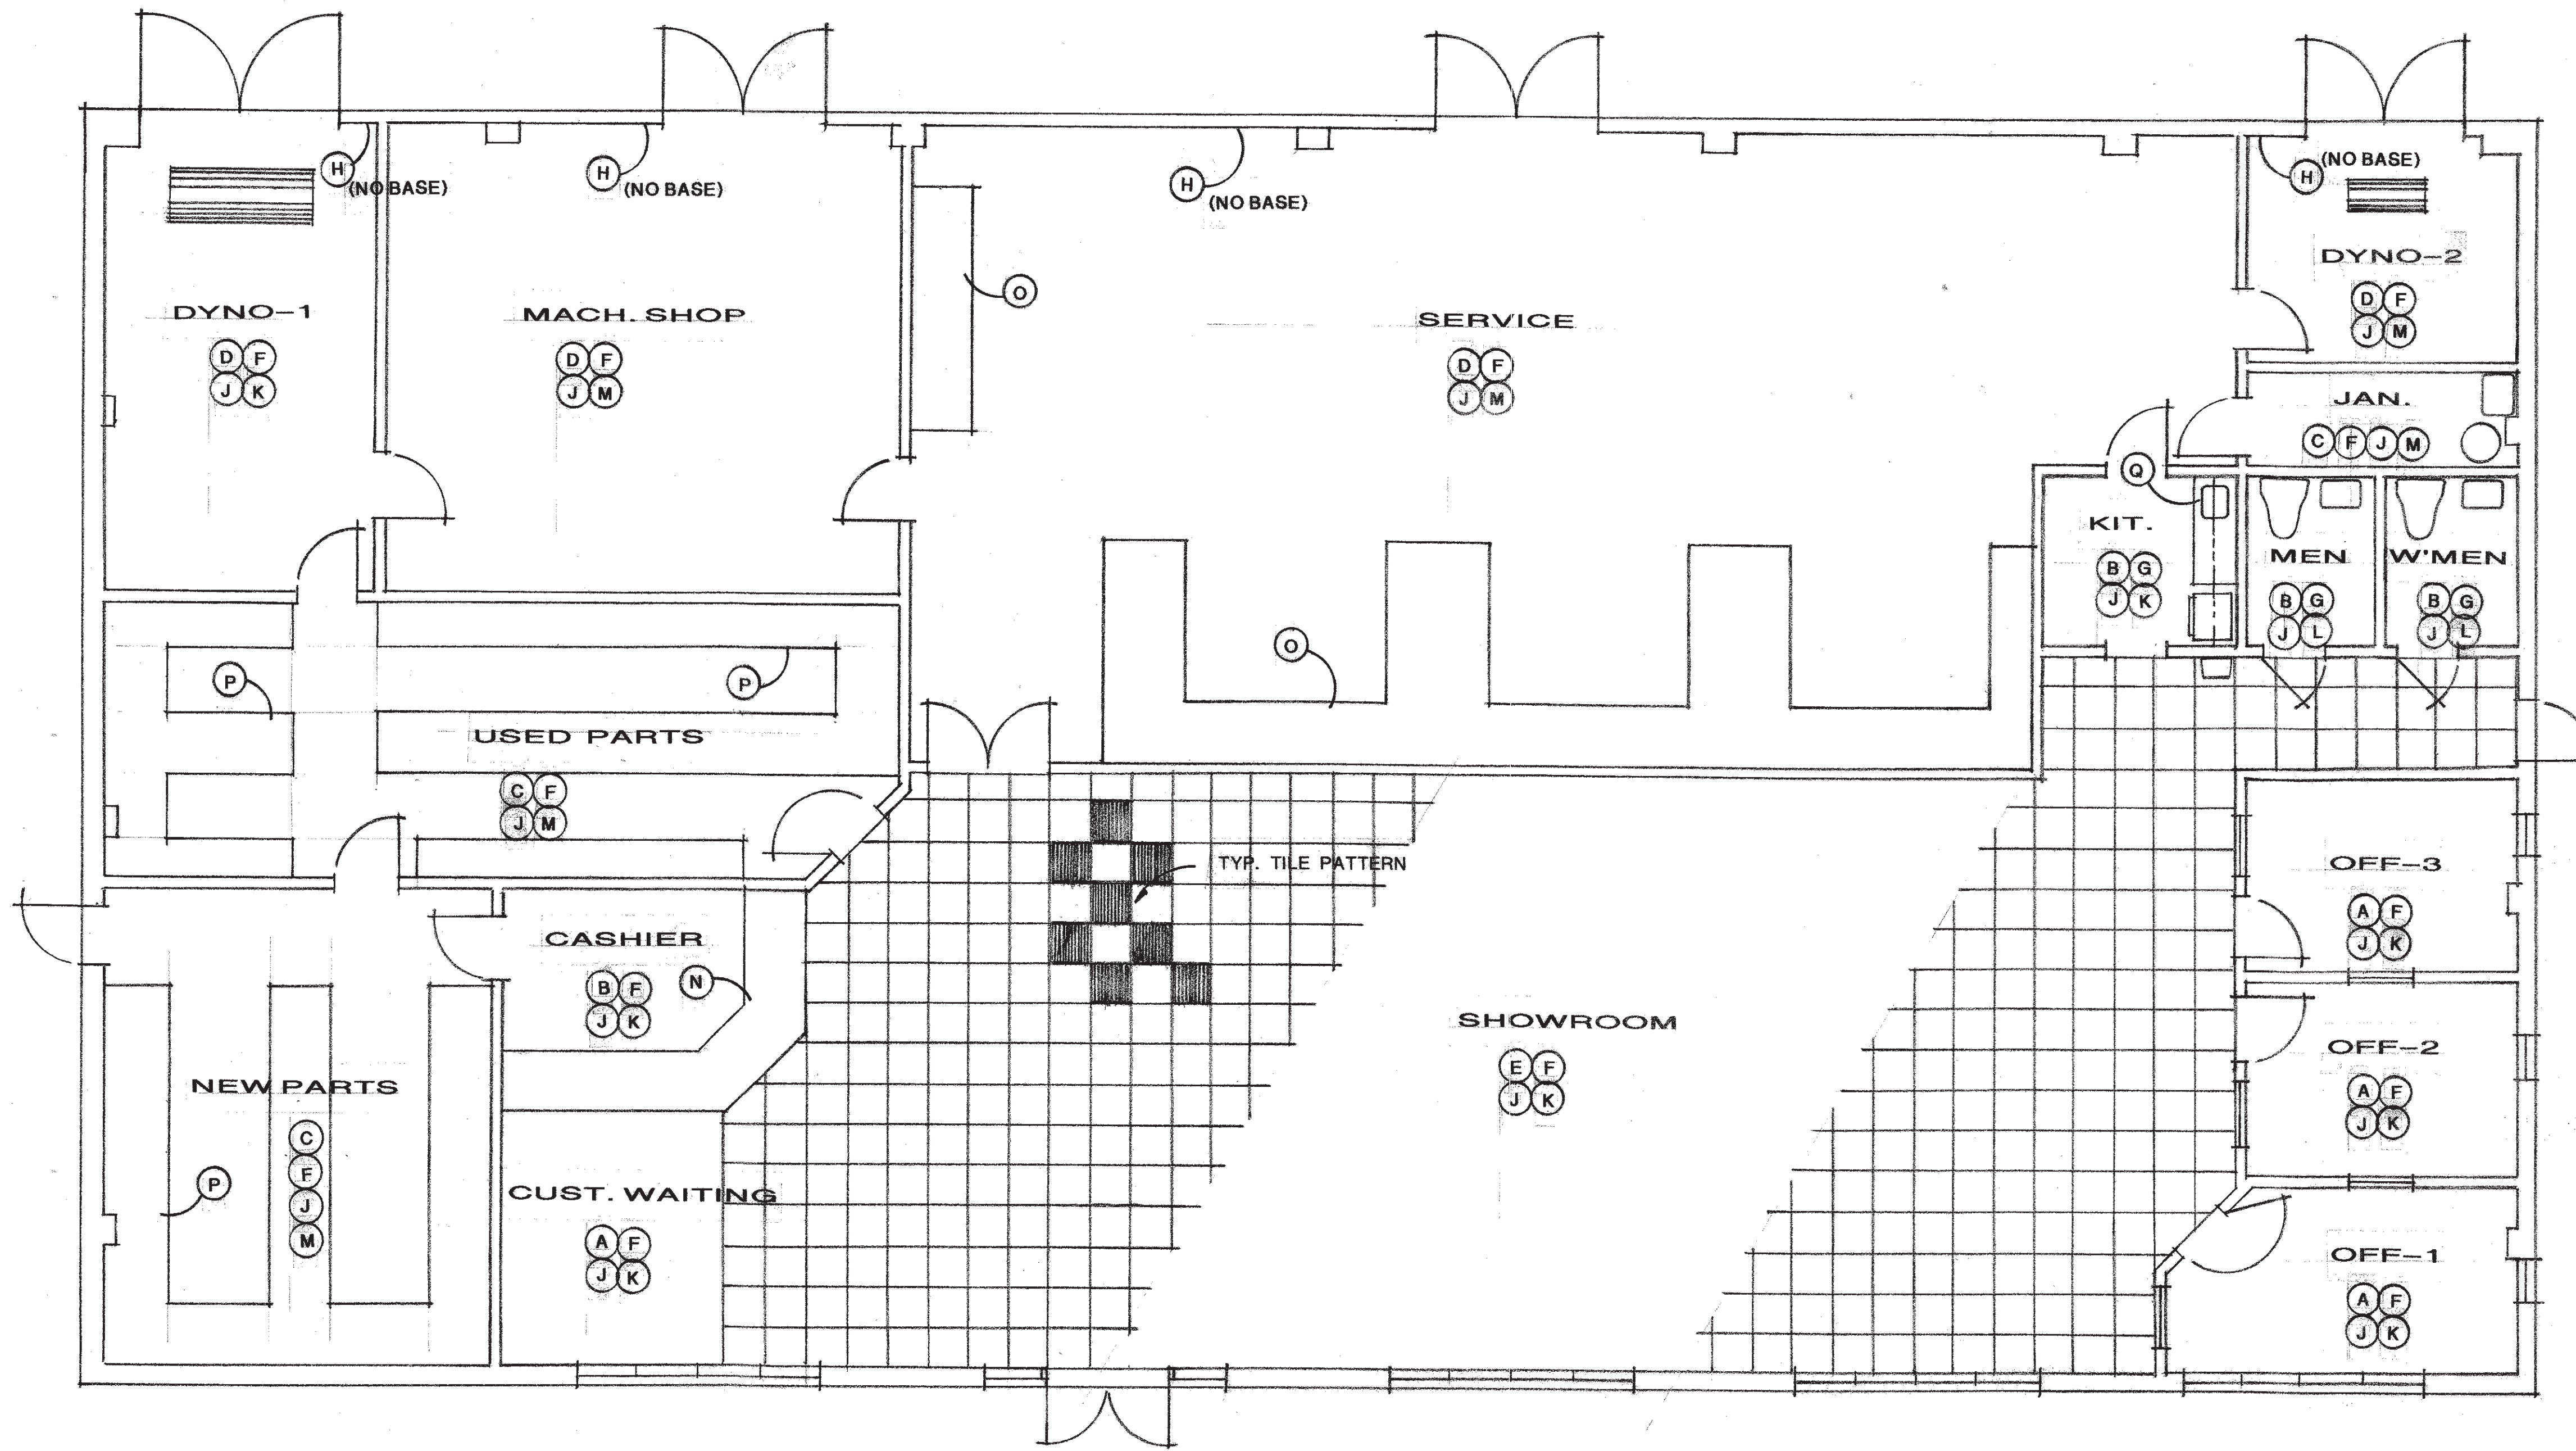 H
(NO BASE)
H
(NO BASE)
H
(NO BASE)
H
(NO BASE)
DYNO-1
D F
J K
MACH. SHOP
D F
J M
O
SERVICE
D F
J M
DYNO-2
D F
J M
JAN.
C F J M
Q
KIT.
B G
J K
MEN
B G
J L
W'MEN
B G
J L
O
P
P
USED PARTS
C F
J M
TYP. TILE PATTERN
CASHIER
B F
J K
N
SHOWROOM
E F
J K
OFF-3
A F
J K
OFF-2
A F
J K
NEW PARTS
C
F
J
M
P
CUST. WAITING
A F
J K
OFF-1
A F
J K